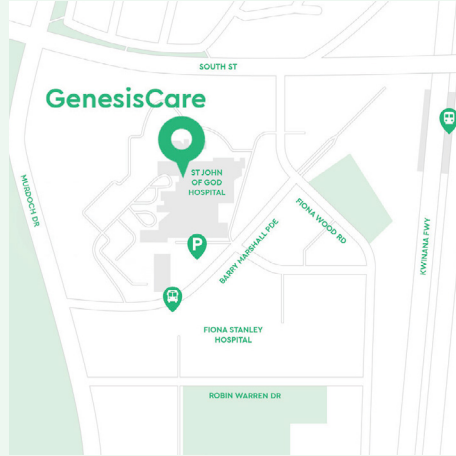 SOUTH ST
GenesisCare
ST JOHN
OF GOD
HOSPITAL
MURDOCH DR
FIONA WOOD RD
KWINANA FWY
BARRY MARSHALL PDE
P
FIONA STANLEY
HOSPITAL
ROBIN WARREN DR